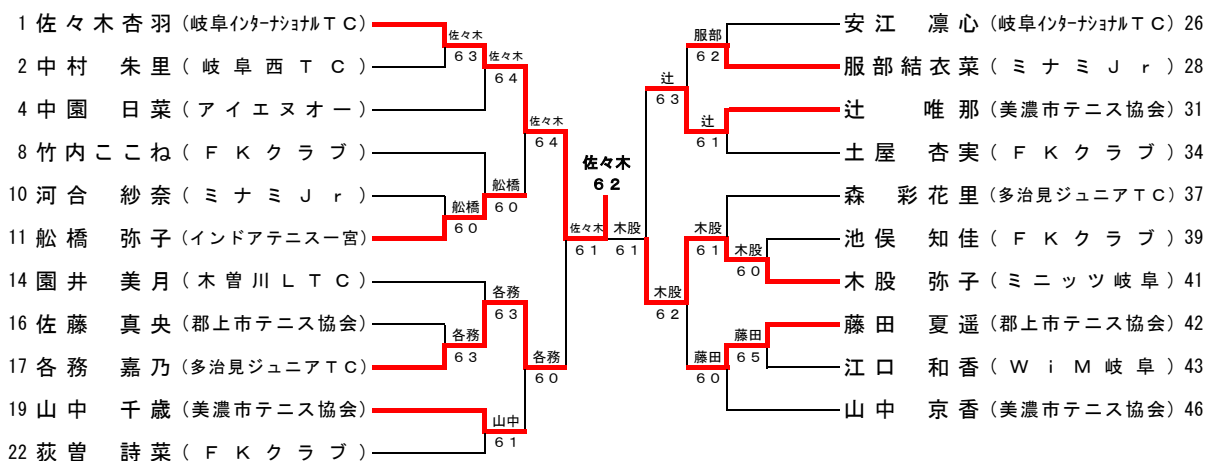 1 佐々木杏羽 (岐阜インターナショナルTC)
2 中村 朱里 (岐阜西TC)
4 中園 日菜 (アイエヌオー)
8 竹内ここね (FKクラブ)
10 河合 紗奈 (ミナミJr)
11 舩橋 弥子 (インドアテニス一宮)
14 園井 美月 (木曽川LTC)
16 佐藤 真央 (郡上市テニス協会)
17 各務 嘉乃 (多治見ジュニアTC)
19 山中 千歳 (美濃市テニス協会)
22 荻曽 詩菜 (FKクラブ)
佐々木
63
舩橋
60
各務
63
山中
61
佐々木
64
舩橋
60
各務
63
佐々木
64
各務
60
佐々木
61
佐々木
62
木股
61
辻
63
木股
62
服部
62
辻
61
木股
61
藤田
60
木股
60
藤田
65
安江 凛心 (岐阜インターナショナルTC) 26
服部結衣菜 (ミナミJr) 28
辻 唯那 (美濃市テニス協会) 31
土屋 杏実 (FKクラブ) 34
森 彩花里 (多治見ジュニアTC) 37
池俣 知佳 (FKクラブ) 39
木股 弥子 (ミニッツ岐阜) 41
藤田 夏遥 (郡上市テニス協会) 42
江口 和香 (WiM岐阜) 43
山中 京香 (美濃市テニス協会) 46